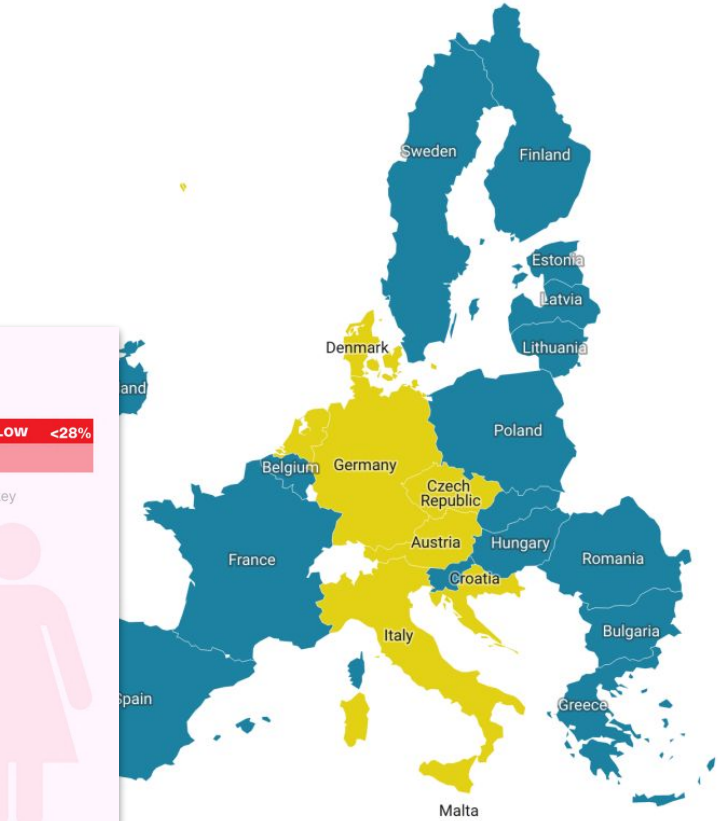 Sweden
Finland
Estonia
Latvia
Denmark
Lithuania
and
LOW <28%
Poland
Belgium
Germany
Czech
Republic
ey
Austria
Hungary
France
Croatia
Romania
Italy
Bulgaria
Spain
Greece
Malta